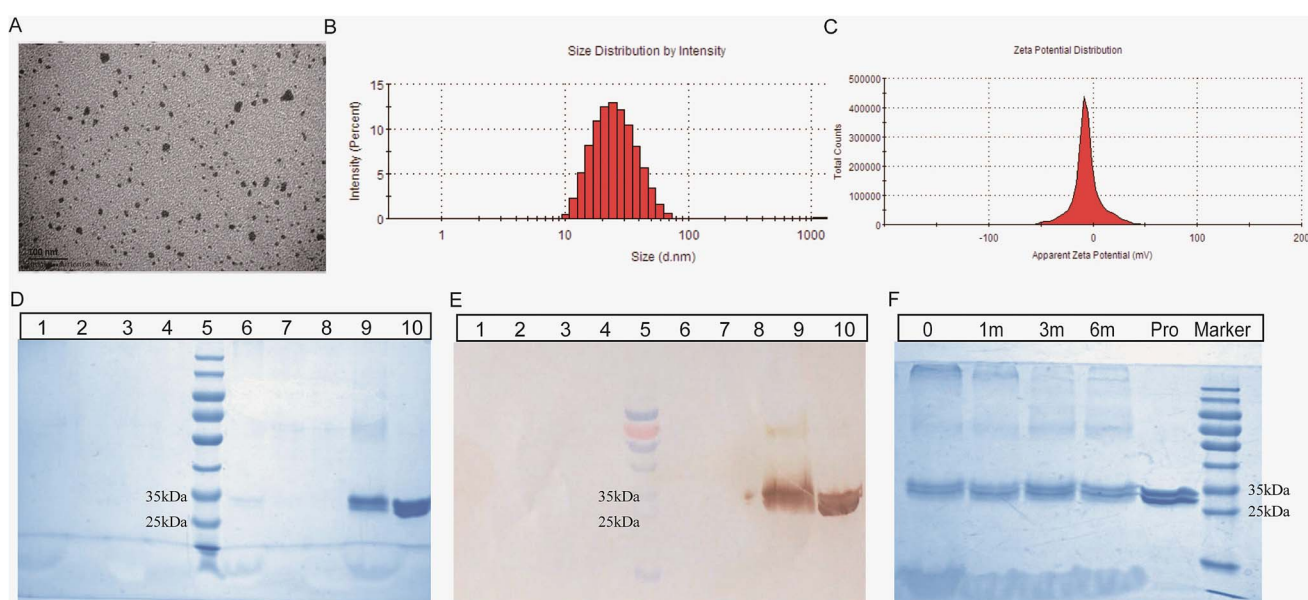 A
B
C
Size Distribution by Intensity
Intensity (Percent)
15
10
5
0
1
10
100
1000
Size (d.nm)
Zeta Potential Distribution
Total Counts
500000
400000
300000
200000
100000
0
-100
0
100
200
Apparent Zeta Potential (mV)
100 nm
D
1 2 3 4 5 6 7 8 9 10
35kDa
25kDa
E
1 2 3 4 5 6 7 8 9 10
35kDa
25kDa
F
0 1m 3m 6m Pro Marker
35kDa
25kDa